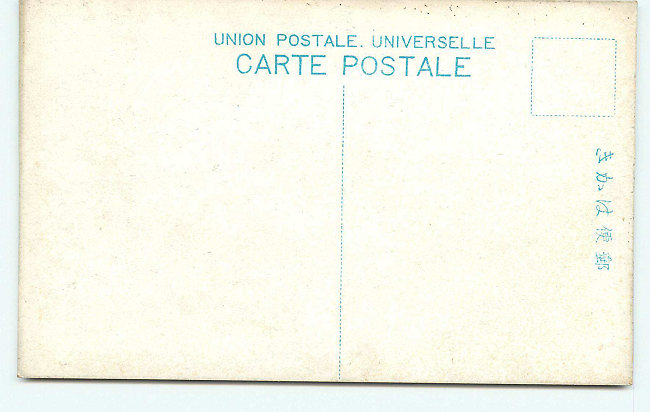 UNION POSTALE. UNIVERSELLE
CARTE POSTALE
郵便はかき